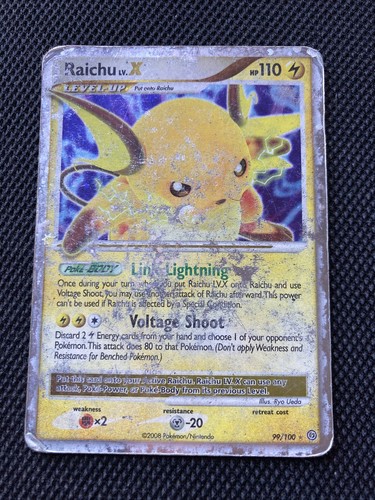 Raichu LV.X HP 110
LEVEL-UP Put onto Raichu
Poké-BODY Link Lightning
Once during your turn, when you put Raichu LV.X onto Raichu and use
Voltage Shoot, you may use another attack of Raichu afterward. This power
can't be used if Raichu is affected by a Special Condition.
Voltage Shoot
Discard 2 Energy cards from your hand and choose 1 of your opponent's
Pokémon. This attack does 80 to that Pokémon. (Don't apply Weakness and
Resistance for Benched Pokémon.)
Put this card onto your Active Raichu. Raichu LV.X can use any
attack, Poké-Power, or Poké-Body from its previous Level.
Illus. Ryo Ueda
weakness resistance retreat cost
×2 -20
©2008 Pokémon/Nintendo 99/100